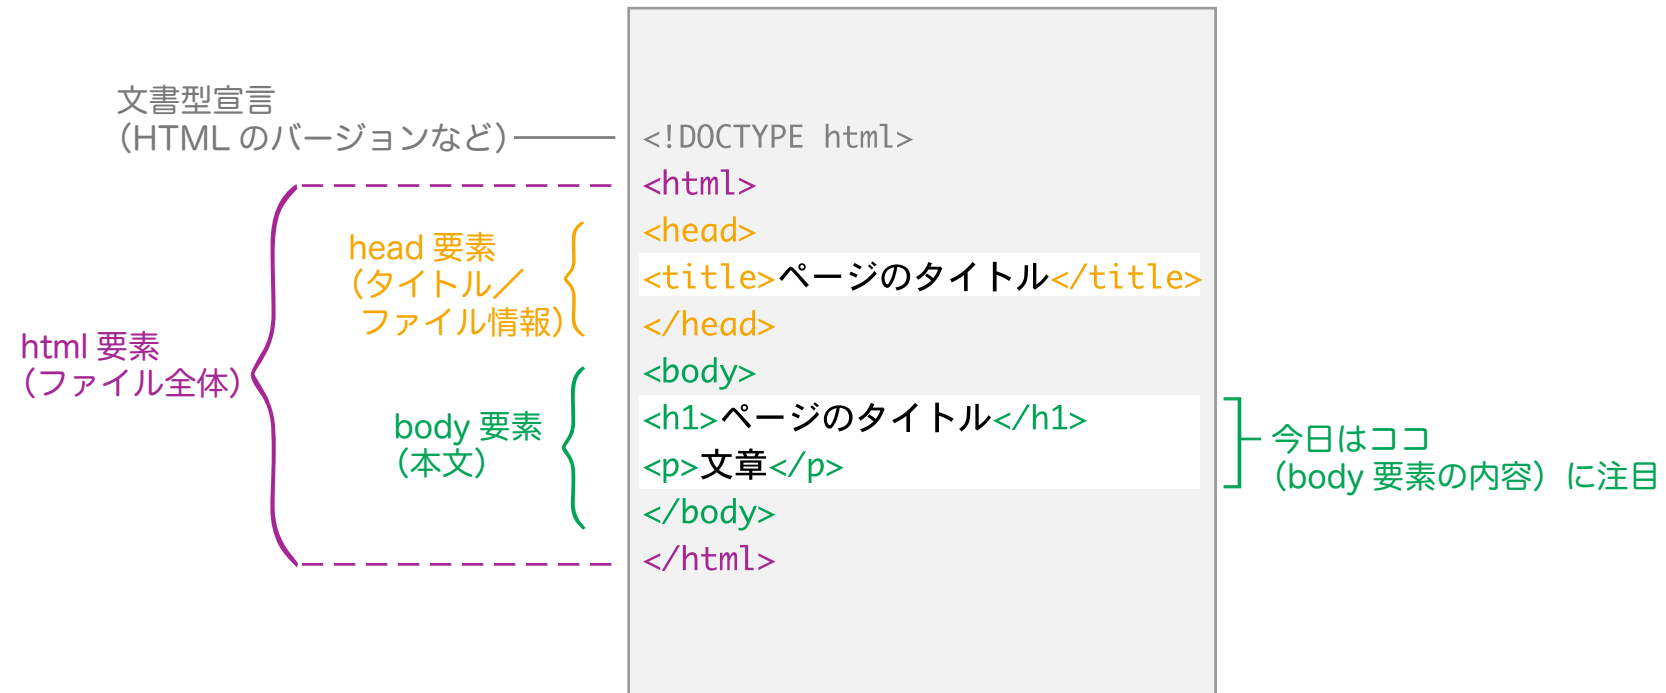 文書型宣言
（HTML のバージョンなど）
<!DOCTYPE html>
<html>
<head>
<title>ページのタイトル</title>
</head>
<body>
<h1>ページのタイトル</h1>
<p>文章</p>
</body>
</html>
head 要素
（タイトル／
ファイル情報）
html 要素
（ファイル全体）
body 要素
（本文）
今日はココ
（body 要素の内容）に注目